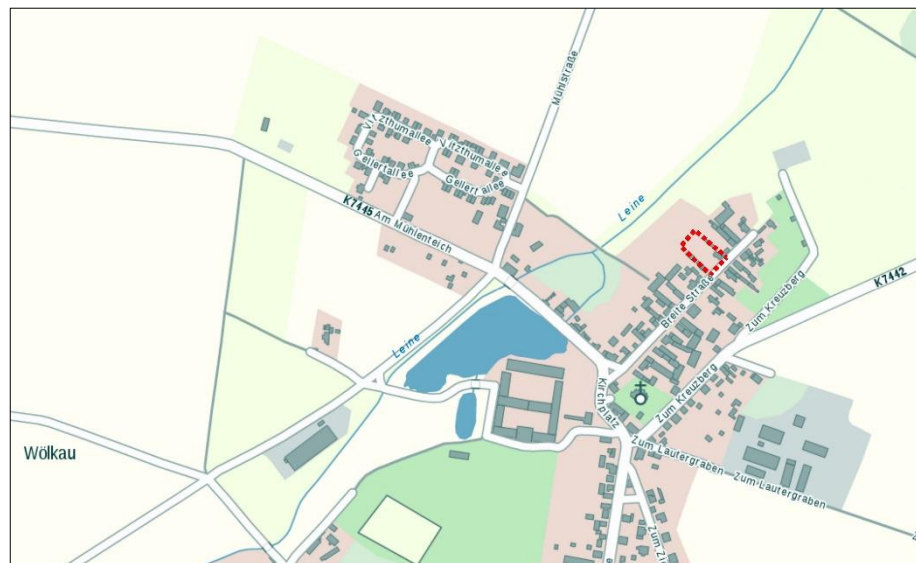 Mühlstraße
Vitzthumallee
Vitzthumallee
Gellertallee
Gellertallee
Leine
K7445 Am Mühlenteich
K7442
Breite Straße
Zum Kreuzberg
Leine
Kirchplatz
Zum Kreuzberg
Wölkau
Zum Lautergraben
Zum Lautergraben